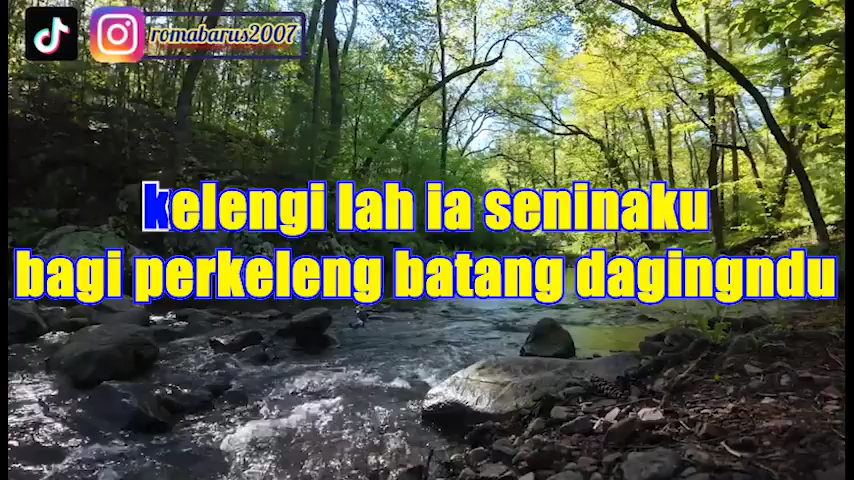 romabarus2007
kelengi lah ia seninaku
bagi perkeleng batang dagingndu